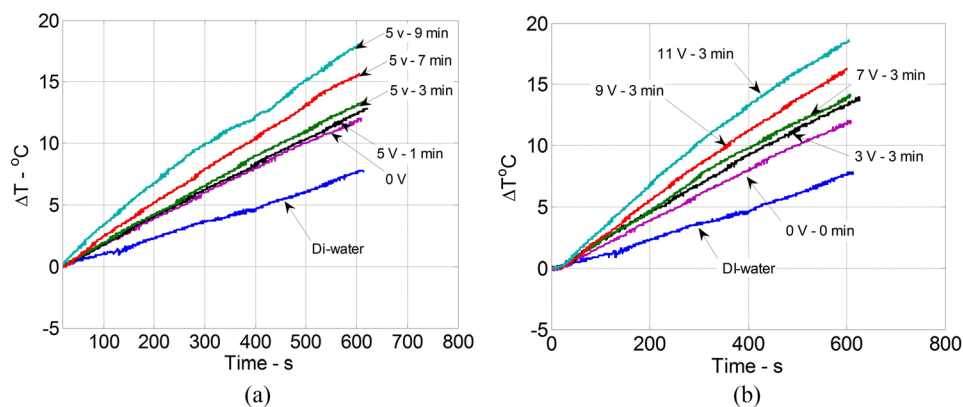 20
15
10
5
0
-5
ΔT - °C
5 v - 9 min
5 v - 7 min
5 v - 3 min
5 V - 1 min
0 V
Di-water
100 200 300 400 500 600 700 800
Time - s
(a)
20
15
10
5
0
-5
ΔT°C
11 V - 3 min
9 V - 3 min
7 V - 3 min
3 V - 3 min
0 V - 0 min
DI-water
0 200 400 600 800
Time - s
(b)